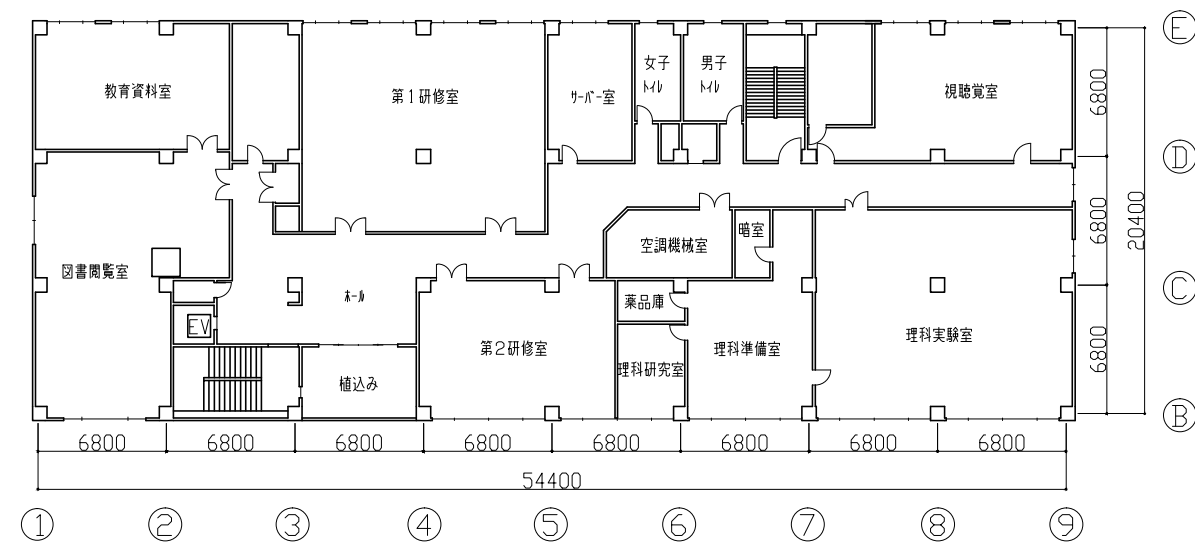 教育資料室
第1研修室
サーバー室
女子
トイレ
男子
トイレ
視聴覚室
図書閲覧室
ホール
空調機械室
暗室
EV
植込み
第2研修室
薬品庫
理科研究室
理科準備室
理科実験室
6800
6800
6800
20400
6800
6800
6800
6800
6800
6800
6800
6800
54400
E
D
C
B
1
2
3
4
5
6
7
8
9